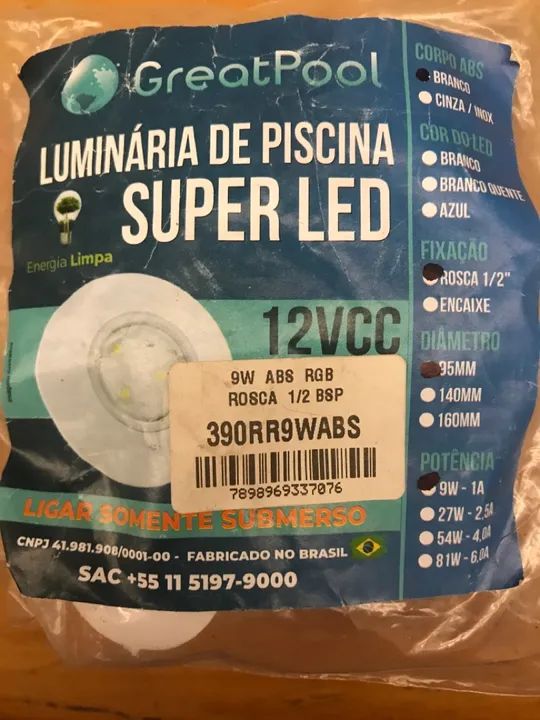 GreatPool
LUMINÁRIA DE PISCINA
SUPER LED
Energia Limpa
12VCC
9W ABS RGB
ROSCA 1/2 BSP
390RR9WABS
7898969337076
LIGAR SOMENTE SUBMERSO
CNPJ 41.981.908/0001-00 - FABRICADO NO BRASIL
SAC +55 11 5197-9000
CORPO ABS
BRANCO
CINZA / INOX
COR DO LED
BRANCO
BRANCO QUENTE
AZUL
FIXAÇÃO
ROSCA 1/2"
ENCAIXE
DIÂMETRO
95MM
140MM
160MM
POTÊNCIA
9W - 1A
27W - 2,5A
54W - 4,0A
81W - 6,0A